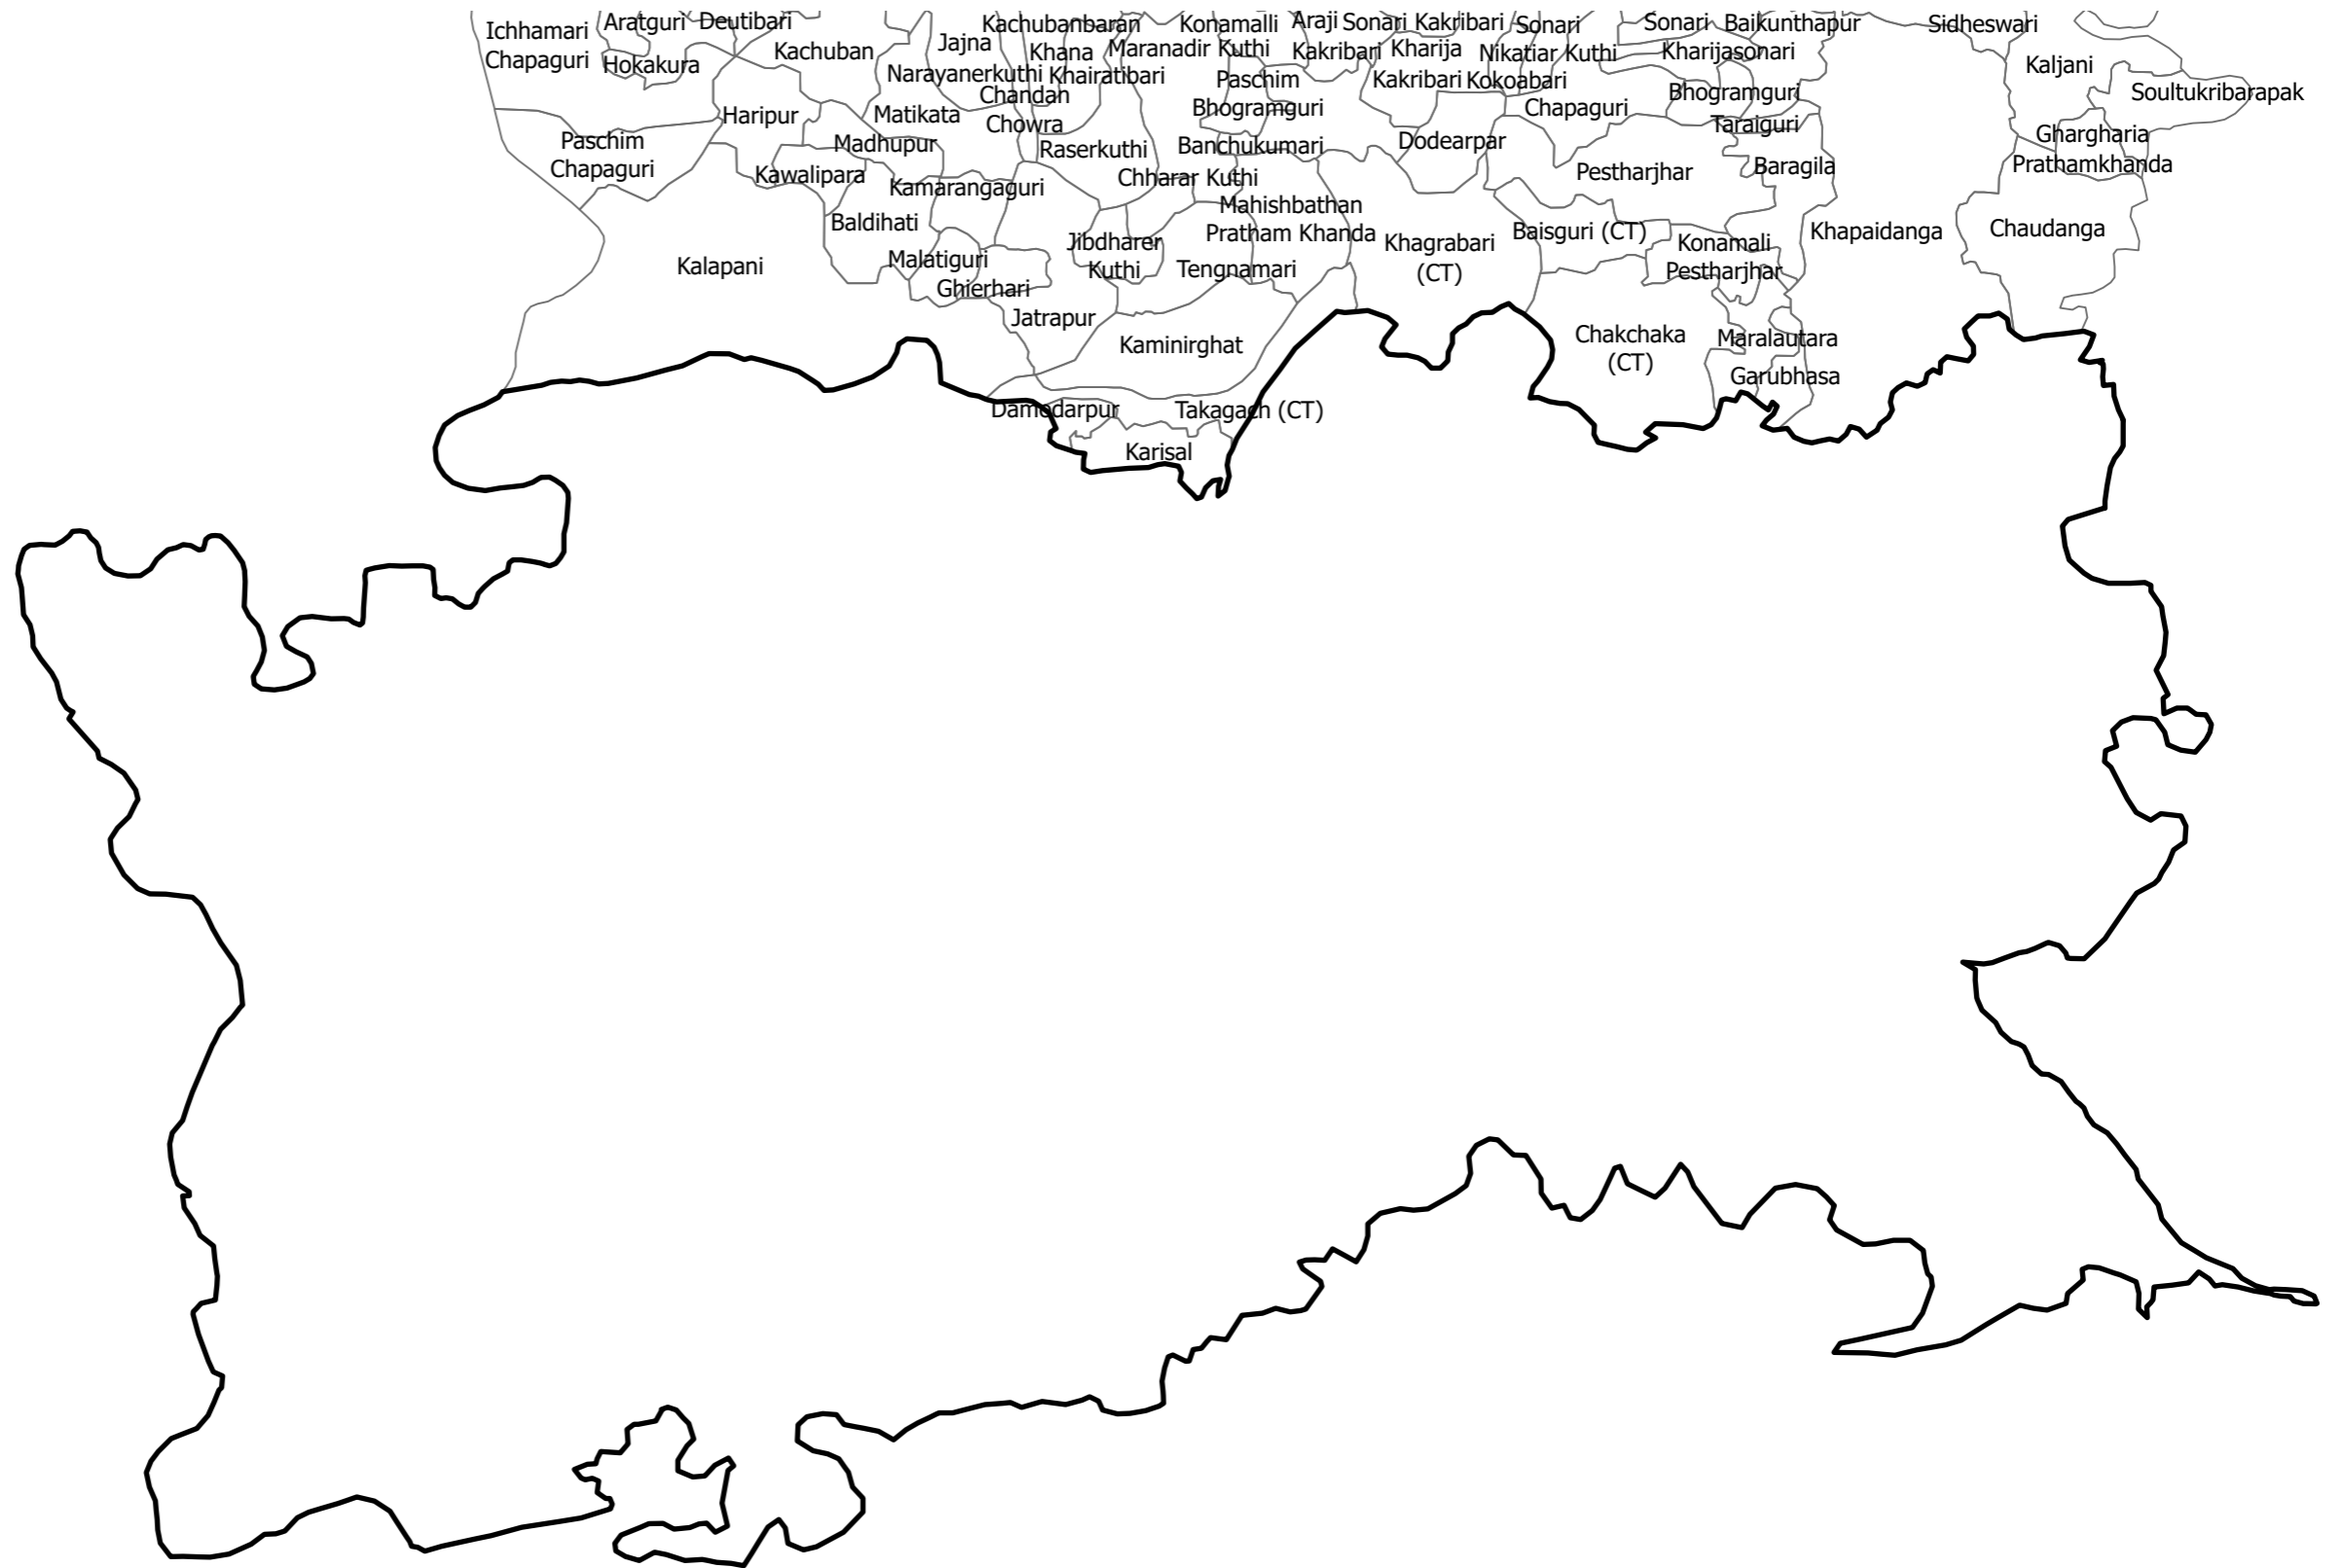 Ichhamari
Chapaguri
Aratguri
Deutibari
Hokakura
Kachuban
Jajna
Kachubanbaran
Khana
Konamalli
Maranadir Kuthi
Araji
Sonari
Kakribari
Kakribari
Kharija
Kakribari
Sonari
Nikatiar Kuthi
Kokoabari
Sonari
Baikunthapur
Kharijasonari
Sidheswari
Kaljani
Soultukribarapak
Narayanerkuthi
Khairatibari
Chandan
Chowra
Paschim
Bhogramguri
Chapaguri
Bhogramguri
Haripur
Matikata
Paschim
Chapaguri
Madhupur
Raserkuthi
Banchukumari
Dodearpar
Taraiguri
Ghargharia
Prathamkhanda
Kawalipara
Kamarangaguri
Chharar Kuthi
Pestharjhar
Baragila
Baldihati
Mahishbathan
Pratham Khanda
Khagrabari
(CT)
Baisguri (CT)
Konamali
Pestharjhar
Khapaidanga
Chaudanga
Kalapani
Malatiguri
Jibdharer
Kuthi
Tengnamari
Ghierhari
Jatrapur
Kaminirghat
Chakchaka
(CT)
Maralautara
Garubhasa
Damodarpur
Takagach (CT)
Karisal